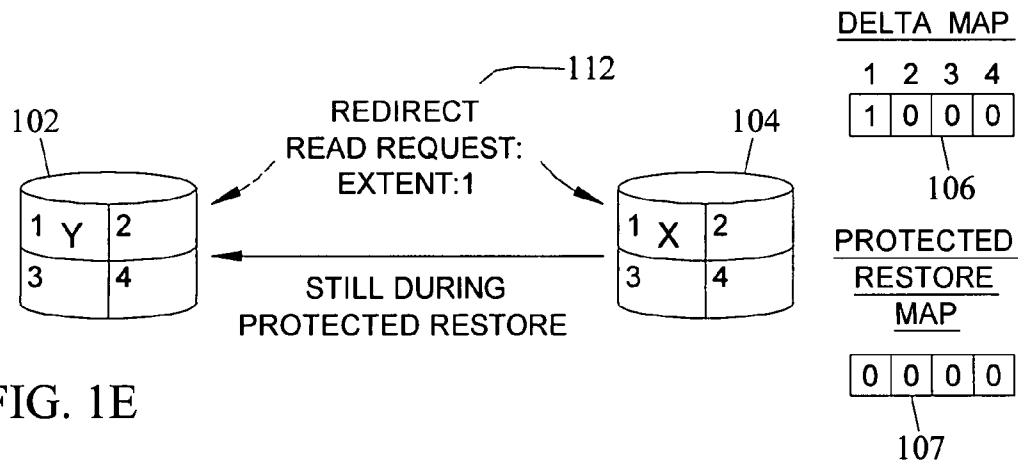 DELTA MAP
1 2 3 4
1 0 0 0
106
112
REDIRECT
READ REQUEST:
EXTENT:1
102
104
1 Y 2
3 4
1 X 2
3 4
STILL DURING
PROTECTED RESTORE
PROTECTED
RESTORE
MAP
0 0 0 0
107
FIG. 1E